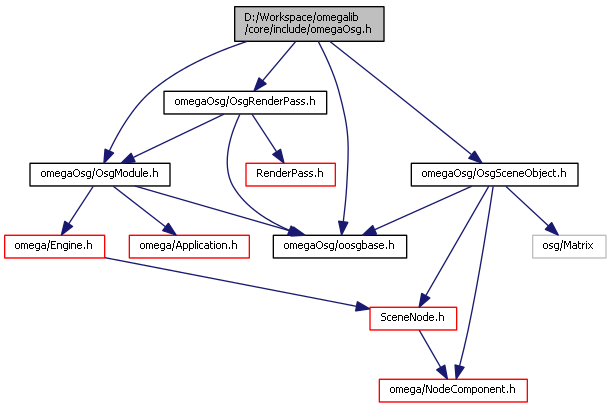 D:/Workspace/omegalib
/core/include/omegaOsg.h
omegaOsg/OsgRenderPass.h
omegaOsg/OsgModule.h
RenderPass.h
omegaOsg/OsgSceneObject.h
omega/Engine.h
omega/Application.h
omegaOsg/oosgbase.h
osg/Matrix
SceneNode.h
omega/NodeComponent.h